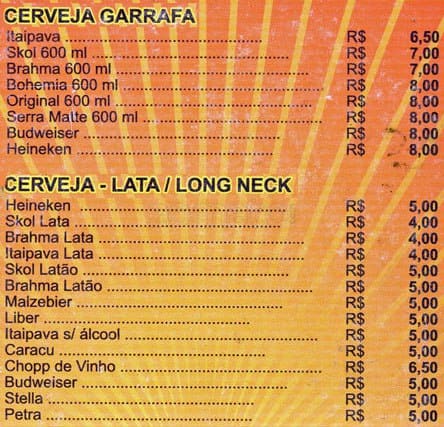 CERVEJA GARRAFA
Itaipava ........ R$ 6,50
Skol 600 ml ........ R$ 7,00
Brahma 600 ml ........ R$ 7,00
Bohemia 600 ml ........ R$ 8,00
Original 600 ml ........ R$ 8,00
Serra Matte 600 ml ........ R$ 8,00
Budweiser ........ R$ 8,00
Heineken ........ R$ 8,00
CERVEJA - LATA / LONG NECK
Heineken ........ R$ 5,00
Skol Lata ........ R$ 4,00
Brahma Lata ........ R$ 4,00
Itaipava Lata ........ R$ 4,00
Skol Latão ........ R$ 5,00
Brahma Latão ........ R$ 5,00
Malzebier ........ R$ 5,00
Liber ........ R$ 5,00
Itaipava s/ álcool ........ R$ 5,00
Caracu ........ R$ 5,00
Chopp de Vinho ........ R$ 6,50
Budweiser ........ R$ 5,00
Stella ........ R$ 5,00
Petra ........ R$ 5,00